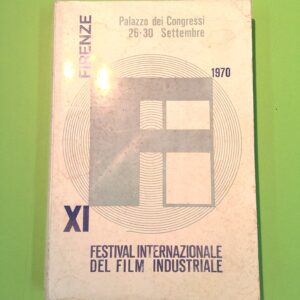 Palazzo dei Congressi
26-30 Settembre
FIRENZE
1970
XI
FESTIVAL INTERNAZIONALE
DEL FILM INDUSTRIALE